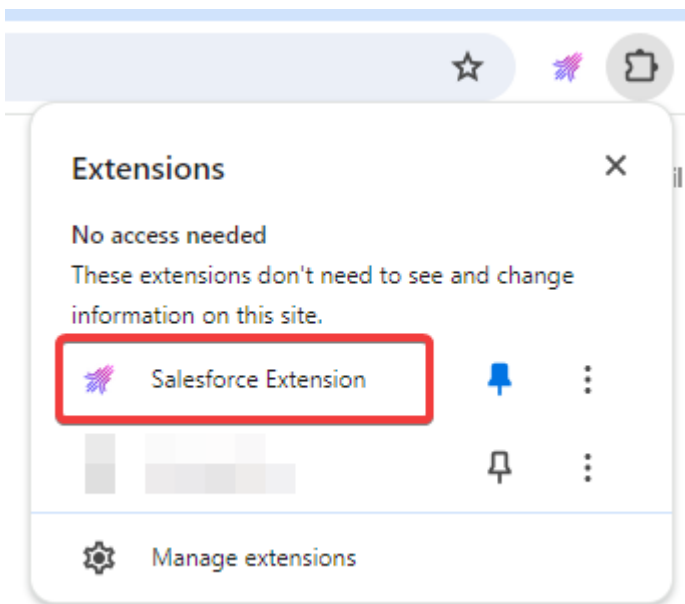 il
Extensions
No access needed
These extensions don't need to see and change
information on this site.
Salesforce Extension
Manage extensions